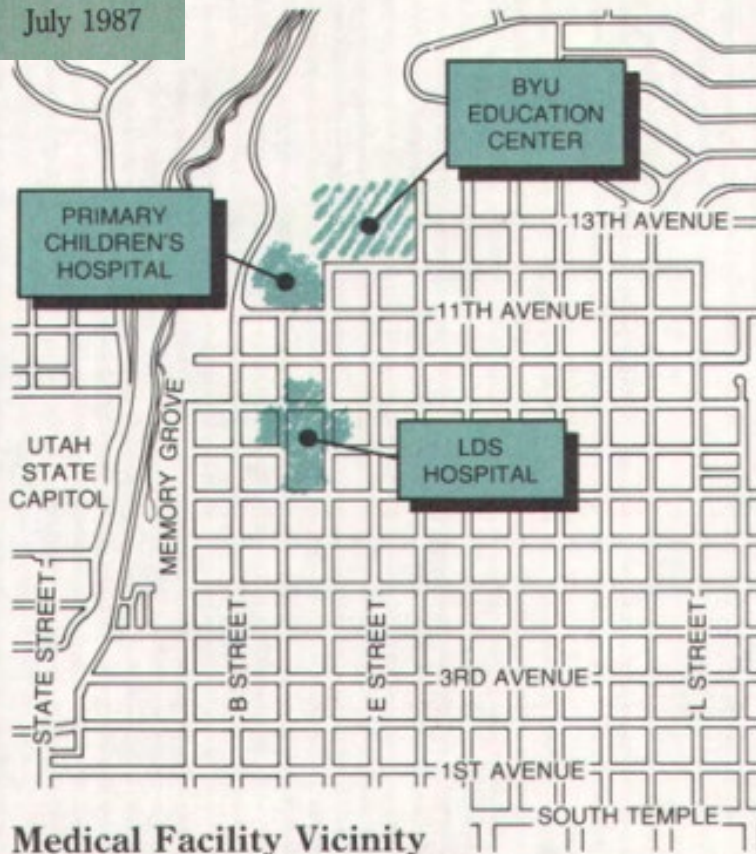 July 1987
BYU
EDUCATION
CENTER
PRIMARY
CHILDREN'S
HOSPITAL
13TH AVENUE
11TH AVENUE
UTAH
STATE
CAPITOL
MEMORY GROVE
LDS
HOSPITAL
STATE STREET
B STREET
E STREET
L STREET
3RD AVENUE
1ST AVENUE
SOUTH TEMPLE
Medical Facility Vicinity